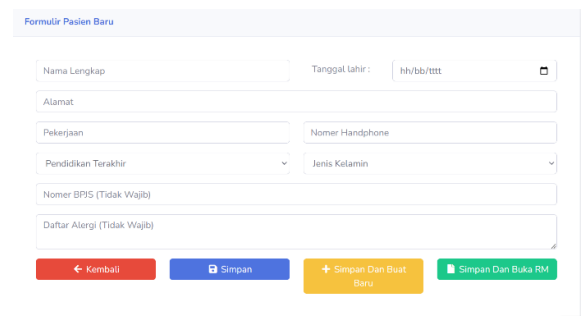 Formulir Pasien Baru
Nama Lengkap
Tanggal lahir :
hh/bb/tttt
Alamat
Pekerjaan
Nomer Handphone
Pendidikan Terakhir
Jenis Kelamin
Nomer BPJS (Tidak Wajib)
Daftar Alergi (Tidak Wajib)
Kembali
Simpan
Simpan Dan Buat
Baru
Simpan Dan Buka RM